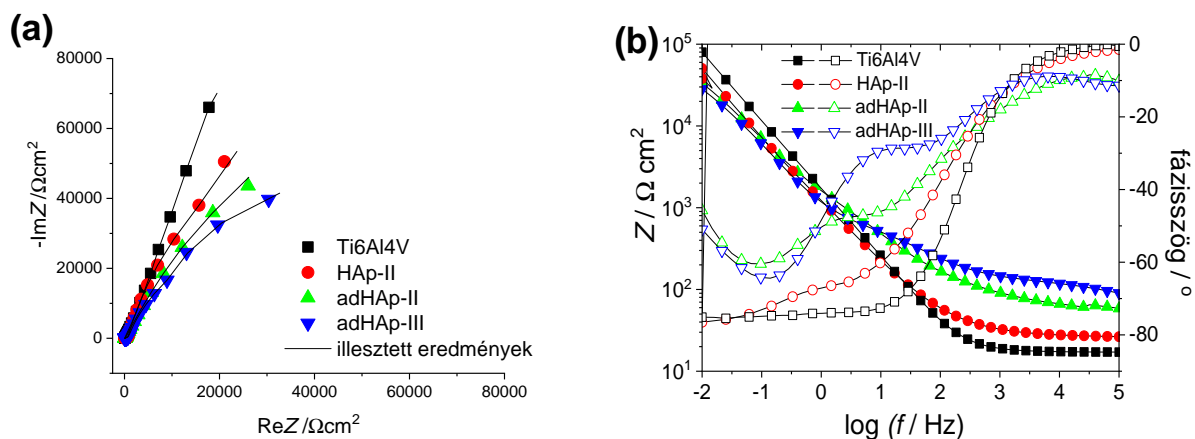 (a)
80000
60000
40000
20000
0
-ImZ /Ωcm²
0 20000 40000 60000 80000
ReZ /Ωcm²
Ti6Al4V
HAp-II
adHAp-II
adHAp-III
illesztett eredmények
(b)
10⁵
10⁴
10³
10²
10¹
Z / Ω cm²
Ti6Al4V
HAp-II
adHAp-II
adHAp-III
0
-20
-40
-60
-80
fázisszög / º
-2 -1 0 1 2 3 4 5
log (f / Hz)